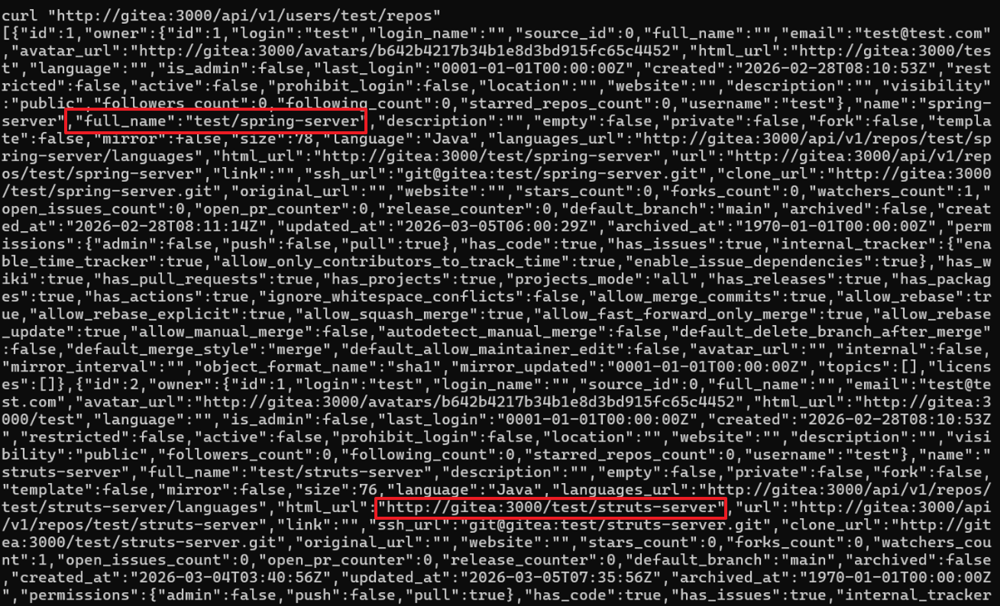 curl "http://gitea:3000/api/v1/users/test/repos"
[{"id":1,"owner":{"id":1,"login":"test","login_name":"","source_id":0,"full_name":"","email":"test@test.com"
,"avatar_url":"http://gitea:3000/avatars/b642b4217b34b1e8d3bd915fc65c4452","html_url":"http://gitea:3000/tes
t","language":"","is_admin":false,"last_login":"0001-01-01T00:00:00Z","created":"2026-02-28T08:10:53Z","rest
ricted":false,"active":false,"prohibit_login":false,"location":"","website":"","description":"","visibility"
:"public","followers_count":0,"following_count":0,"starred_repos_count":0,"username":"test"},"name":"spring-
server","full_name":"test/spring-server","description":"","empty":false,"private":false,"fork":false,"templa
te":false,"mirror":false,"size":78,"language":"Java","languages_url":"http://gitea:3000/api/v1/repos/test/sp
ring-server/languages","html_url":"http://gitea:3000/test/spring-server","url":"http://gitea:3000/api/v1/rep
os/test/spring-server","link":"","ssh_url":"git@gitea:test/spring-server.git","clone_url":"http://gitea:3000
/test/spring-server.git","original_url":"","website":"","stars_count":0,"forks_count":0,"watchers_count":1,"
open_issues_count":0,"open_pr_counter":0,"release_counter":0,"default_branch":"main","archived":false,"creat
ed_at":"2026-02-28T08:11:14Z","updated_at":"2026-03-05T06:00:29Z","archived_at":"1970-01-01T00:00:00Z","perm
issions":{"admin":false,"push":false,"pull":true},"has_code":true,"has_issues":true,"internal_tracker":{"ena
ble_time_tracker":true,"allow_only_contributors_to_track_time":true,"enable_issue_dependencies":true},"has_w
iki":true,"has_pull_requests":true,"has_projects":true,"projects_mode":"all","has_releases":true,"has_packag
es":true,"has_actions":true,"ignore_whitespace_conflicts":false,"allow_merge_commits":true,"allow_rebase":tr
ue,"allow_rebase_explicit":true,"allow_squash_merge":true,"allow_fast_forward_only_merge":true,"allow_rebase
_update":true,"allow_manual_merge":false,"autodetect_manual_merge":false,"default_delete_branch_after_merge"
:false,"default_merge_style":"merge","default_allow_maintainer_edit":false,"avatar_url":"","internal":false,
"mirror_interval":"","object_format_name":"sha1","mirror_updated":"0001-01-01T00:00:00Z","topics":[],"licens
es":[]},{"id":2,"owner":{"id":1,"login":"test","login_name":"","source_id":0,"full_name":"","email":"test@te
st.com","avatar_url":"http://gitea:3000/avatars/b642b4217b34b1e8d3bd915fc65c4452","html_url":"http://gitea:3
000/test","language":"","is_admin":false,"last_login":"0001-01-01T00:00:00Z","created":"2026-02-28T08:10:53Z
","restricted":false,"active":false,"prohibit_login":false,"location":"","website":"","description":"","visi
bility":"public","followers_count":0,"following_count":0,"starred_repos_count":0,"username":"test"},"name":"
struts-server","full_name":"test/struts-server","description":"","empty":false,"private":false,"fork":false,
"template":false,"mirror":false,"size":76,"language":"Java","languages_url":"http://gitea:3000/api/v1/repos/
test/struts-server/languages","html_url":"http://gitea:3000/test/struts-server","url":"http://gitea:3000/api
/v1/repos/test/struts-server","link":"","ssh_url":"git@gitea:test/struts-server.git","clone_url":"http://git
ea:3000/test/struts-server.git","original_url":"","website":"","stars_count":0,"forks_count":0,"watchers_cou
nt":1,"open_issues_count":0,"open_pr_counter":0,"release_counter":0,"default_branch":"main","archived":false
,"created_at":"2026-03-04T03:40:56Z","updated_at":"2026-03-05T07:35:56Z","archived_at":"1970-01-01T00:00:00Z
","permissions":{"admin":false,"push":false,"pull":true},"has_code":true,"has_issues":true,"internal_tracker